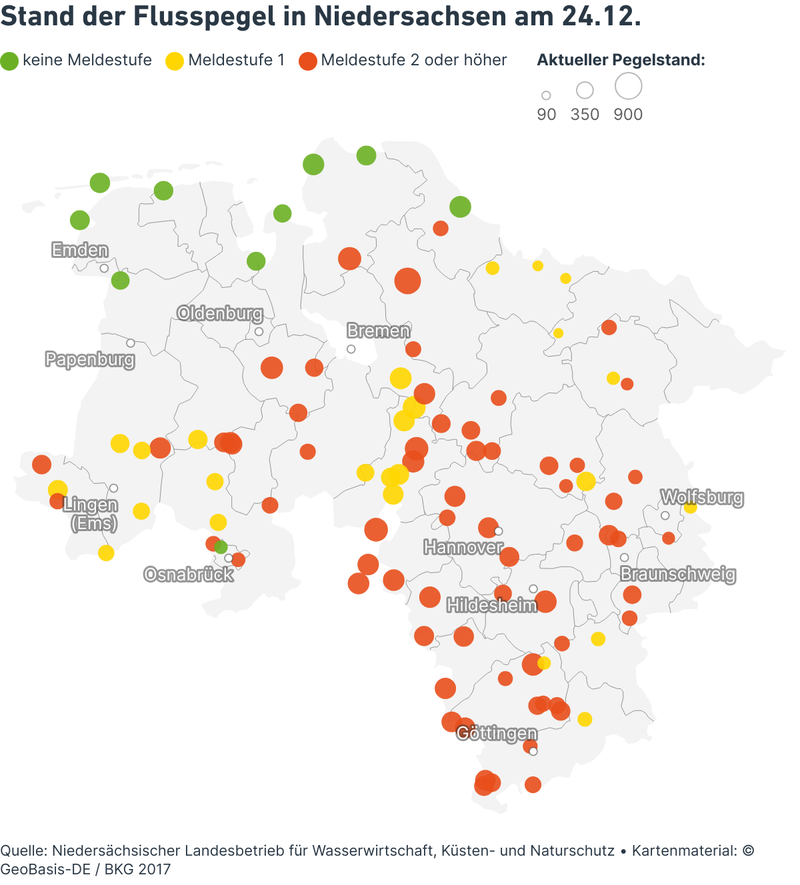 Stand der Flusspegel in Niedersachsen am 24.12.
keine Meldestufe
Meldestufe 1
Meldestufe 2 oder höher
Aktueller Pegelstand:
90
350
900
Emden
Oldenburg
Bremen
Papenburg
Lingen
(Ems)
Wolfsburg
Hannover
Osnabrück
Braunschweig
Hildesheim
Göttingen
Quelle: Niedersächsischer Landesbetrieb für Wasserwirtschaft, Küsten- und Naturschutz • Kartenmaterial: ©
GeoBasis-DE / BKG 2017